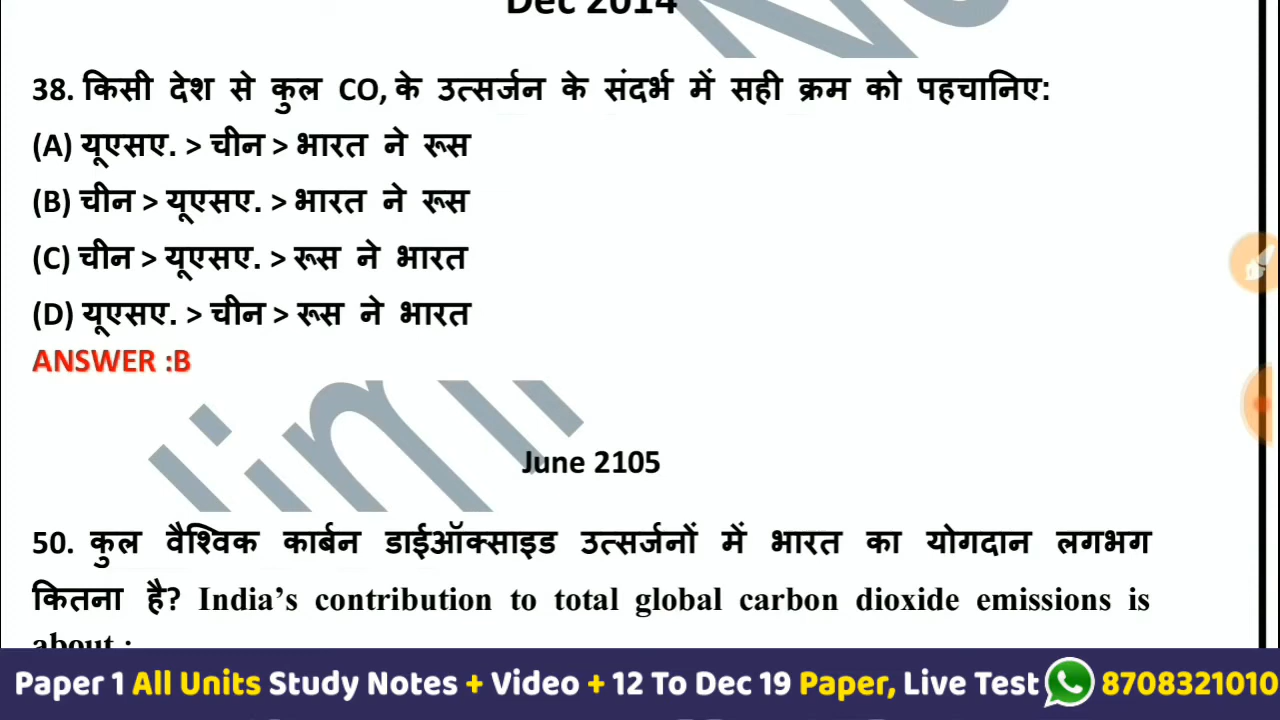 Dec 2014
38. किसी देश से कुल CO, के उत्सर्जन के संदर्भ में सही क्रम को पहचानिए:
(A) यूएसए. > चीन > भारत ने रूस
(B) चीन > यूएसए. > भारत ने रूस
(C) चीन > यूएसए. > रूस ने भारत
(D) यूएसए. > चीन > रूस ने भारत
ANSWER :B
June 2105
50. कुल वैश्विक कार्बन डाईऑक्साइड उत्सर्जनों में भारत का योगदान लगभग
कितना है? India's contribution to total global carbon dioxide emissions is
about :
Paper 1 All Units Study Notes + Video + 12 To Dec 19 Paper, Live Test 8708321010